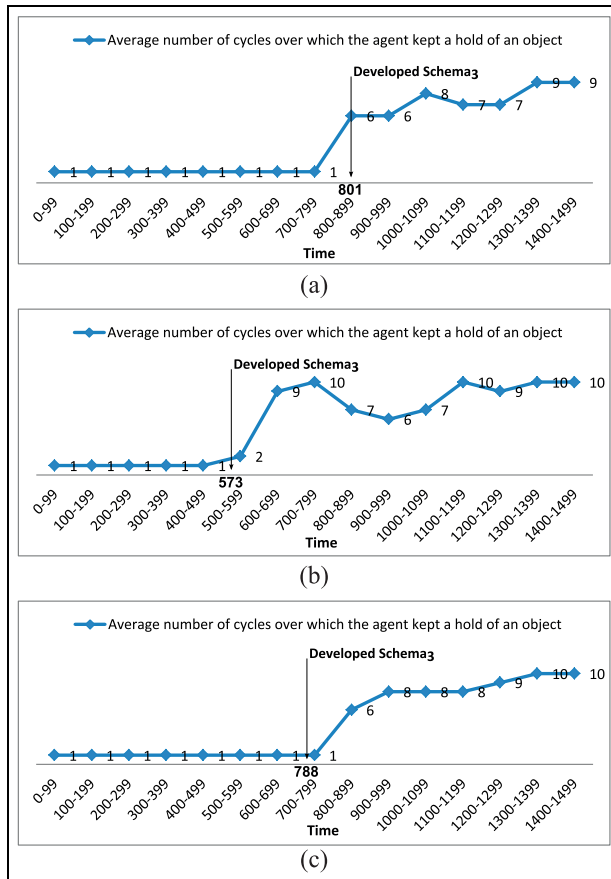 Average number of cycles over which the agent kept a hold of an object
Developed Schema3
1 1 1 1 1 1 1 1 6 6 8 7 7 9 9
801
0-99 100-199 200-299 300-399 400-499 500-599 600-699 700-799 800-899 900-999 1000-1099 1100-1199 1200-1299 1300-1399 1400-1499
Time
(a)
Average number of cycles over which the agent kept a hold of an object
Developed Schema3
1 1 1 1 1 2 9 10 7 6 7 10 9 10 10
573
0-99 100-199 200-299 300-399 400-499 500-599 600-699 700-799 800-899 900-999 1000-1099 1100-1199 1200-1299 1300-1399 1400-1499
Time
(b)
Average number of cycles over which the agent kept a hold of an object
Developed Schema3
1 1 1 1 1 1 1 1 6 8 8 8 9 10 10
788
0-99 100-199 200-299 300-399 400-499 500-599 600-699 700-799 800-899 900-999 1000-1099 1100-1199 1200-1299 1300-1399 1400-1499
Time
(c)